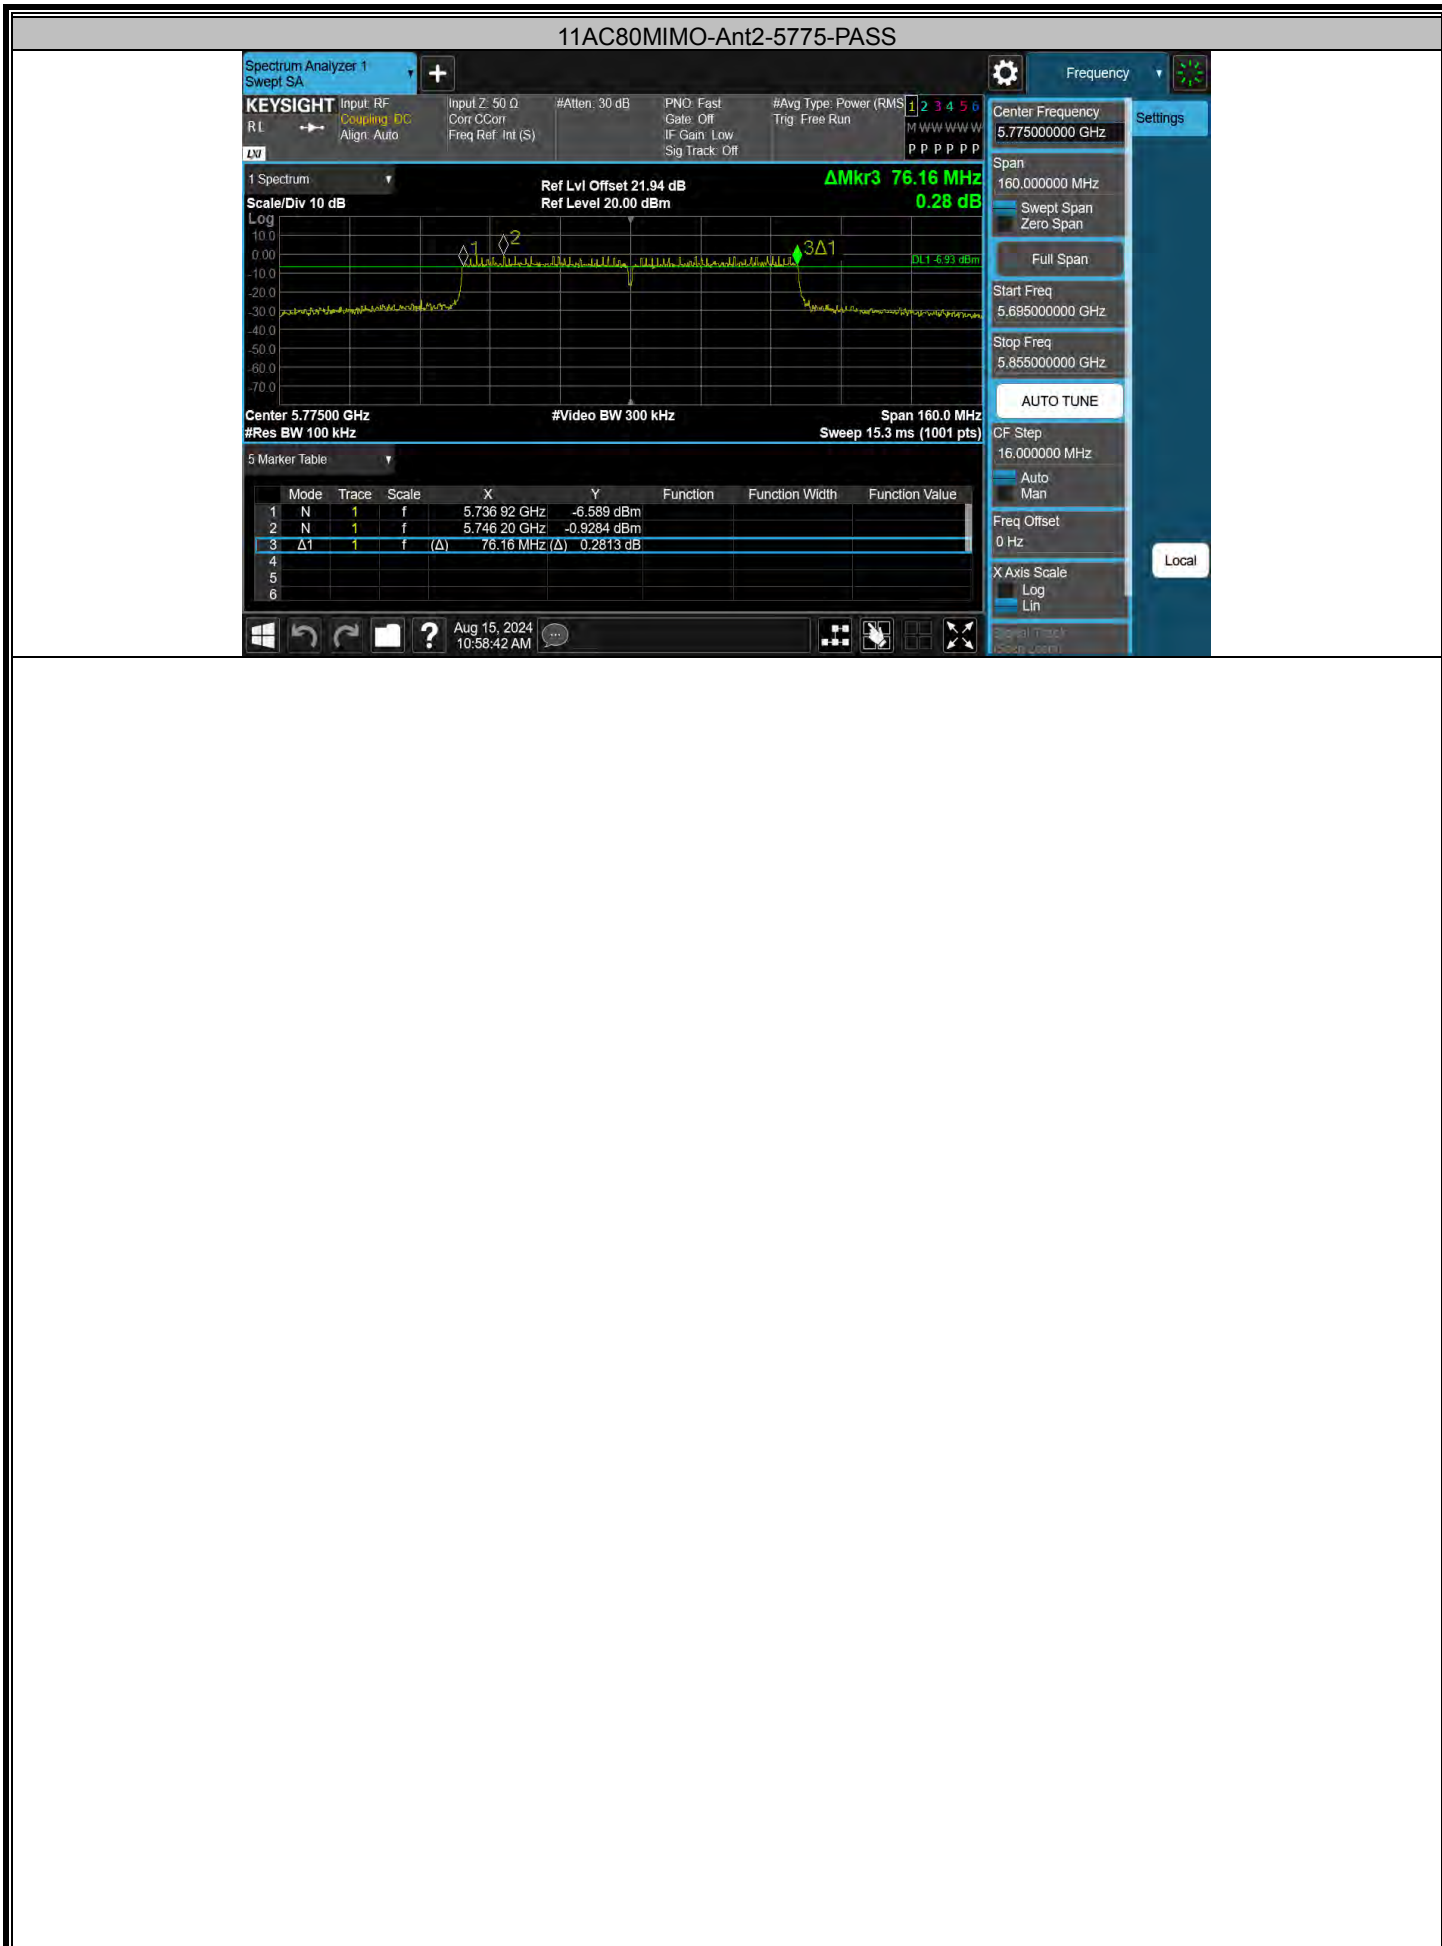 11AC80MIMO-Ant2-5775-PASS
Spectrum Analyzer 1
Swept SA
Frequency
KEYSIGHT
RL
LXI
Input: RF
Coupling: DC
Align: Auto
Input Z: 50 Ω
Corr CCorr
Freq Ref: Int (S)
#Atten: 30 dB
PNO: Fast
Gate: Off
IF Gain: Low
Sig Track: Off
#Avg Type: Power (RMS
Trig: Free Run
1 2 3 4 5 6
M W W W W W
P P P P P P
1 Spectrum
Scale/Div 10 dB
Ref Lvl Offset 21.94 dB
Ref Level 20.00 dBm
ΔMkr3 76.16 MHz
0.28 dB
Log
10.0
0.00
-10.0
-20.0
-30.0
-40.0
-50.0
-60.0
-70.0
1
2
3Δ1
DL1 -6.93 dBm
Center 5.77500 GHz
#Video BW 300 kHz
Span 160.0 MHz
#Res BW 100 kHz
Sweep 15.3 ms (1001 pts)
5 Marker Table
Mode Trace Scale X Y Function Function Width Function Value
1 N 1 f 5.736 92 GHz -6.589 dBm
2 N 1 f 5.746 20 GHz -0.9284 dBm
3 Δ1 1 f (Δ) 76.16 MHz (Δ) 0.2813 dB
4
5
6
Aug 15, 2024
10:58:42 AM
Center Frequency
5.775000000 GHz
Settings
Span
160.000000 MHz
Swept Span
Zero Span
Full Span
Start Freq
5.695000000 GHz
Stop Freq
5.855000000 GHz
AUTO TUNE
CF Step
16.000000 MHz
Auto
Man
Freq Offset
0 Hz
X Axis Scale
Log
Lin
Signal Track
(Span Zoom)
Local